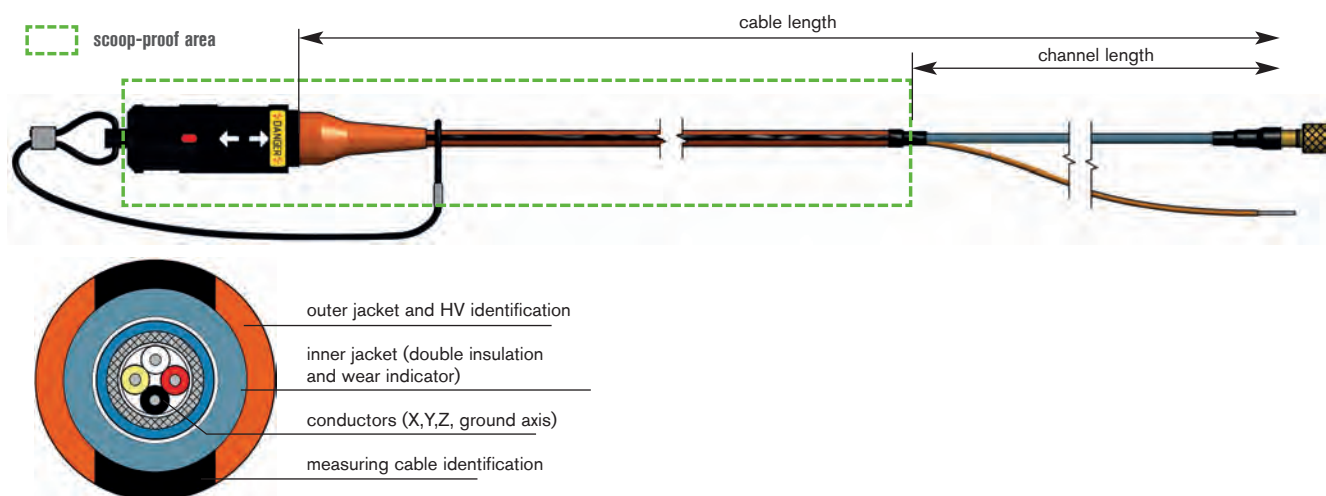 cable length
scoop-proof area
channel length
DANGER
outer jacket and HV identification
inner jacket (double insulation
and wear indicator)
conductors (X,Y,Z, ground axis)
measuring cable identification